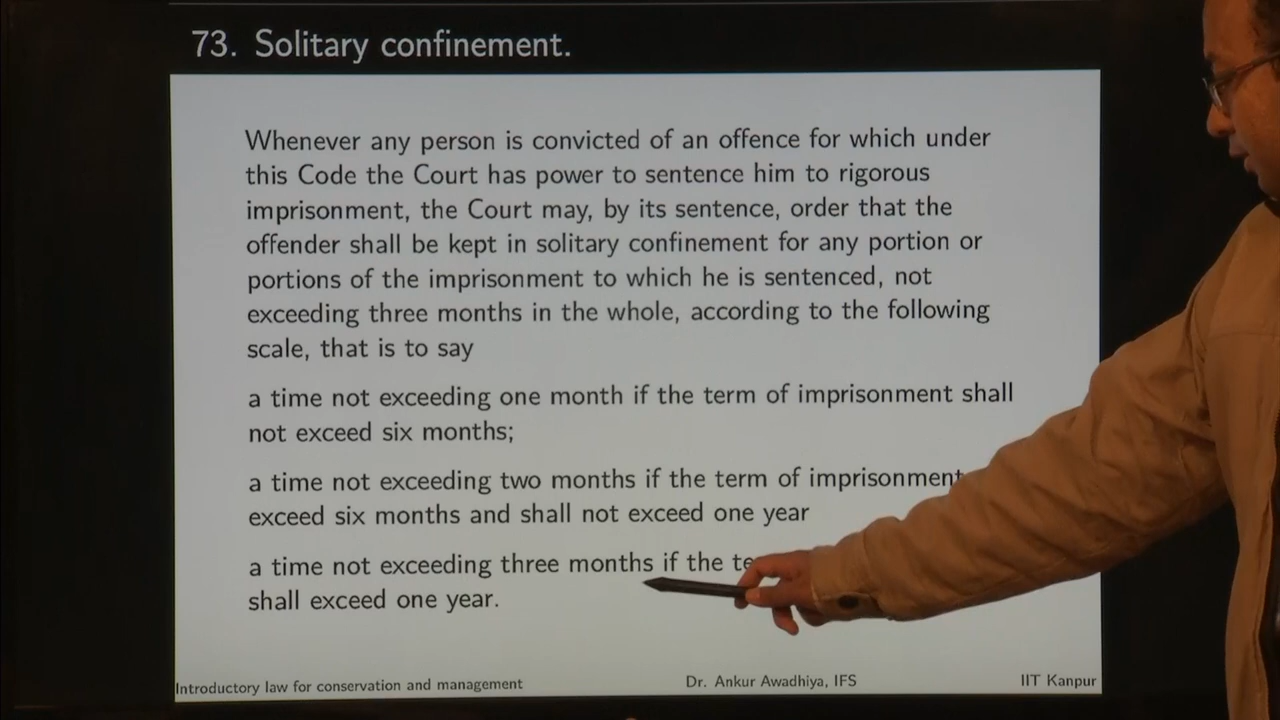 73. Solitary confinement.
Whenever any person is convicted of an offence for which under
this Code the Court has power to sentence him to rigorous
imprisonment, the Court may, by its sentence, order that the
offender shall be kept in solitary confinement for any portion or
portions of the imprisonment to which he is sentenced, not
exceeding three months in the whole, according to the following
scale, that is to say
a time not exceeding one month if the term of imprisonment shall
not exceed six months;
a time not exceeding two months if the term of imprisonment
exceed six months and shall not exceed one year
a time not exceeding three months if the
shall exceed one year.
Introductory law for conservation and management
Dr. Ankur Awadhiya, IFS
IIT Kanpur